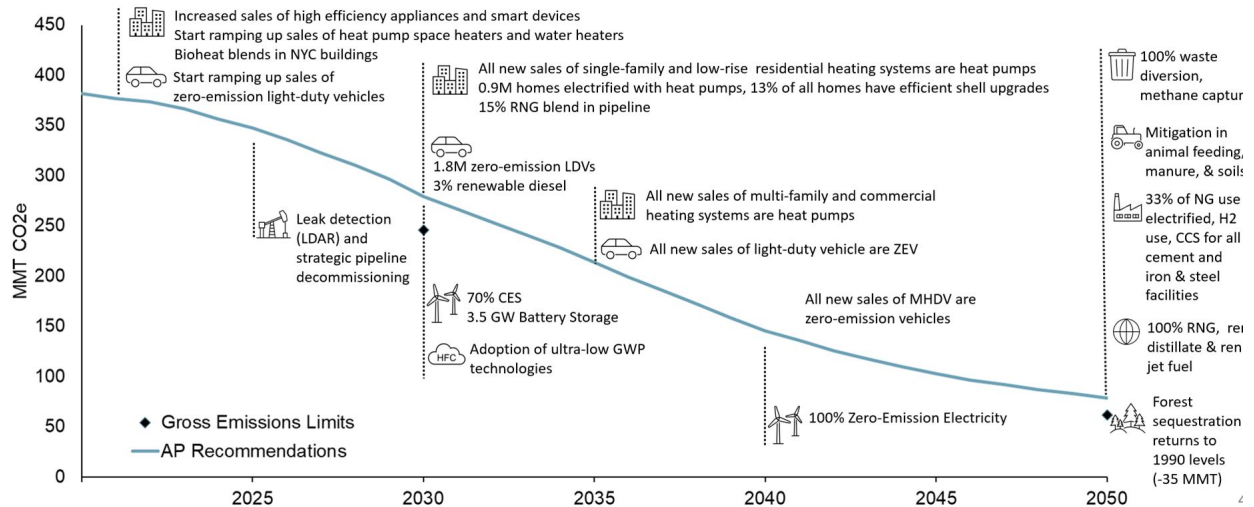 450
400
350
300
250
200
150
100
50
0
MMT CO2e
Increased sales of high efficiency appliances and smart devices
Start ramping up sales of heat pump space heaters and water heaters
Bioheat blends in NYC buildings
Start ramping up sales of
zero-emission light-duty vehicles
Leak detection
(LDAR) and
strategic pipeline
decommissioning
All new sales of single-family and low-rise residential heating systems are heat pumps
0.9M homes electrified with heat pumps, 13% of all homes have efficient shell upgrades
15% RNG blend in pipeline
1.8M zero-emission LDVs
3% renewable diesel
70% CES
3.5 GW Battery Storage
HFC
Adoption of ultra-low GWP
technologies
All new sales of multi-family and commercial
heating systems are heat pumps
All new sales of light-duty vehicle are ZEV
All new sales of MHDV are
zero-emission vehicles
100% Zero-Emission Electricity
100% waste
diversion,
methane captur
Mitigation in
animal feeding,
manure, & soils
33% of NG use
electrified, H2
use, CCS for all
cement and
iron & steel
facilities
100% RNG, ren
distillate & ren
jet fuel
Forest
sequestration
returns to
1990 levels
(-35 MMT)
Gross Emissions Limits
AP Recommendations
2025
2030
2035
2040
2045
2050